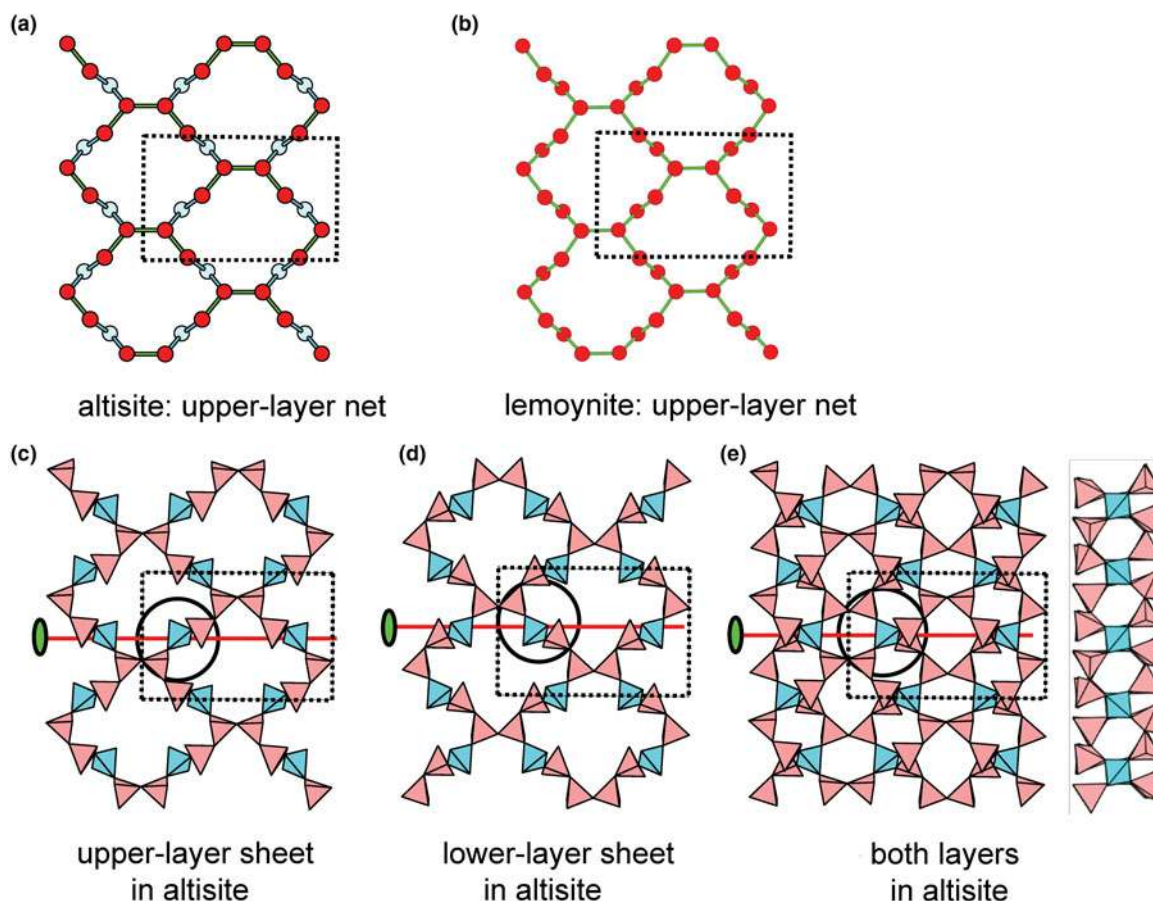 (a)
(b)
altisite: upper-layer net
lemoynite: upper-layer net
(c)
(d)
(e)
upper-layer sheet
in altisite
lower-layer sheet
in altisite
both layers
in altisite